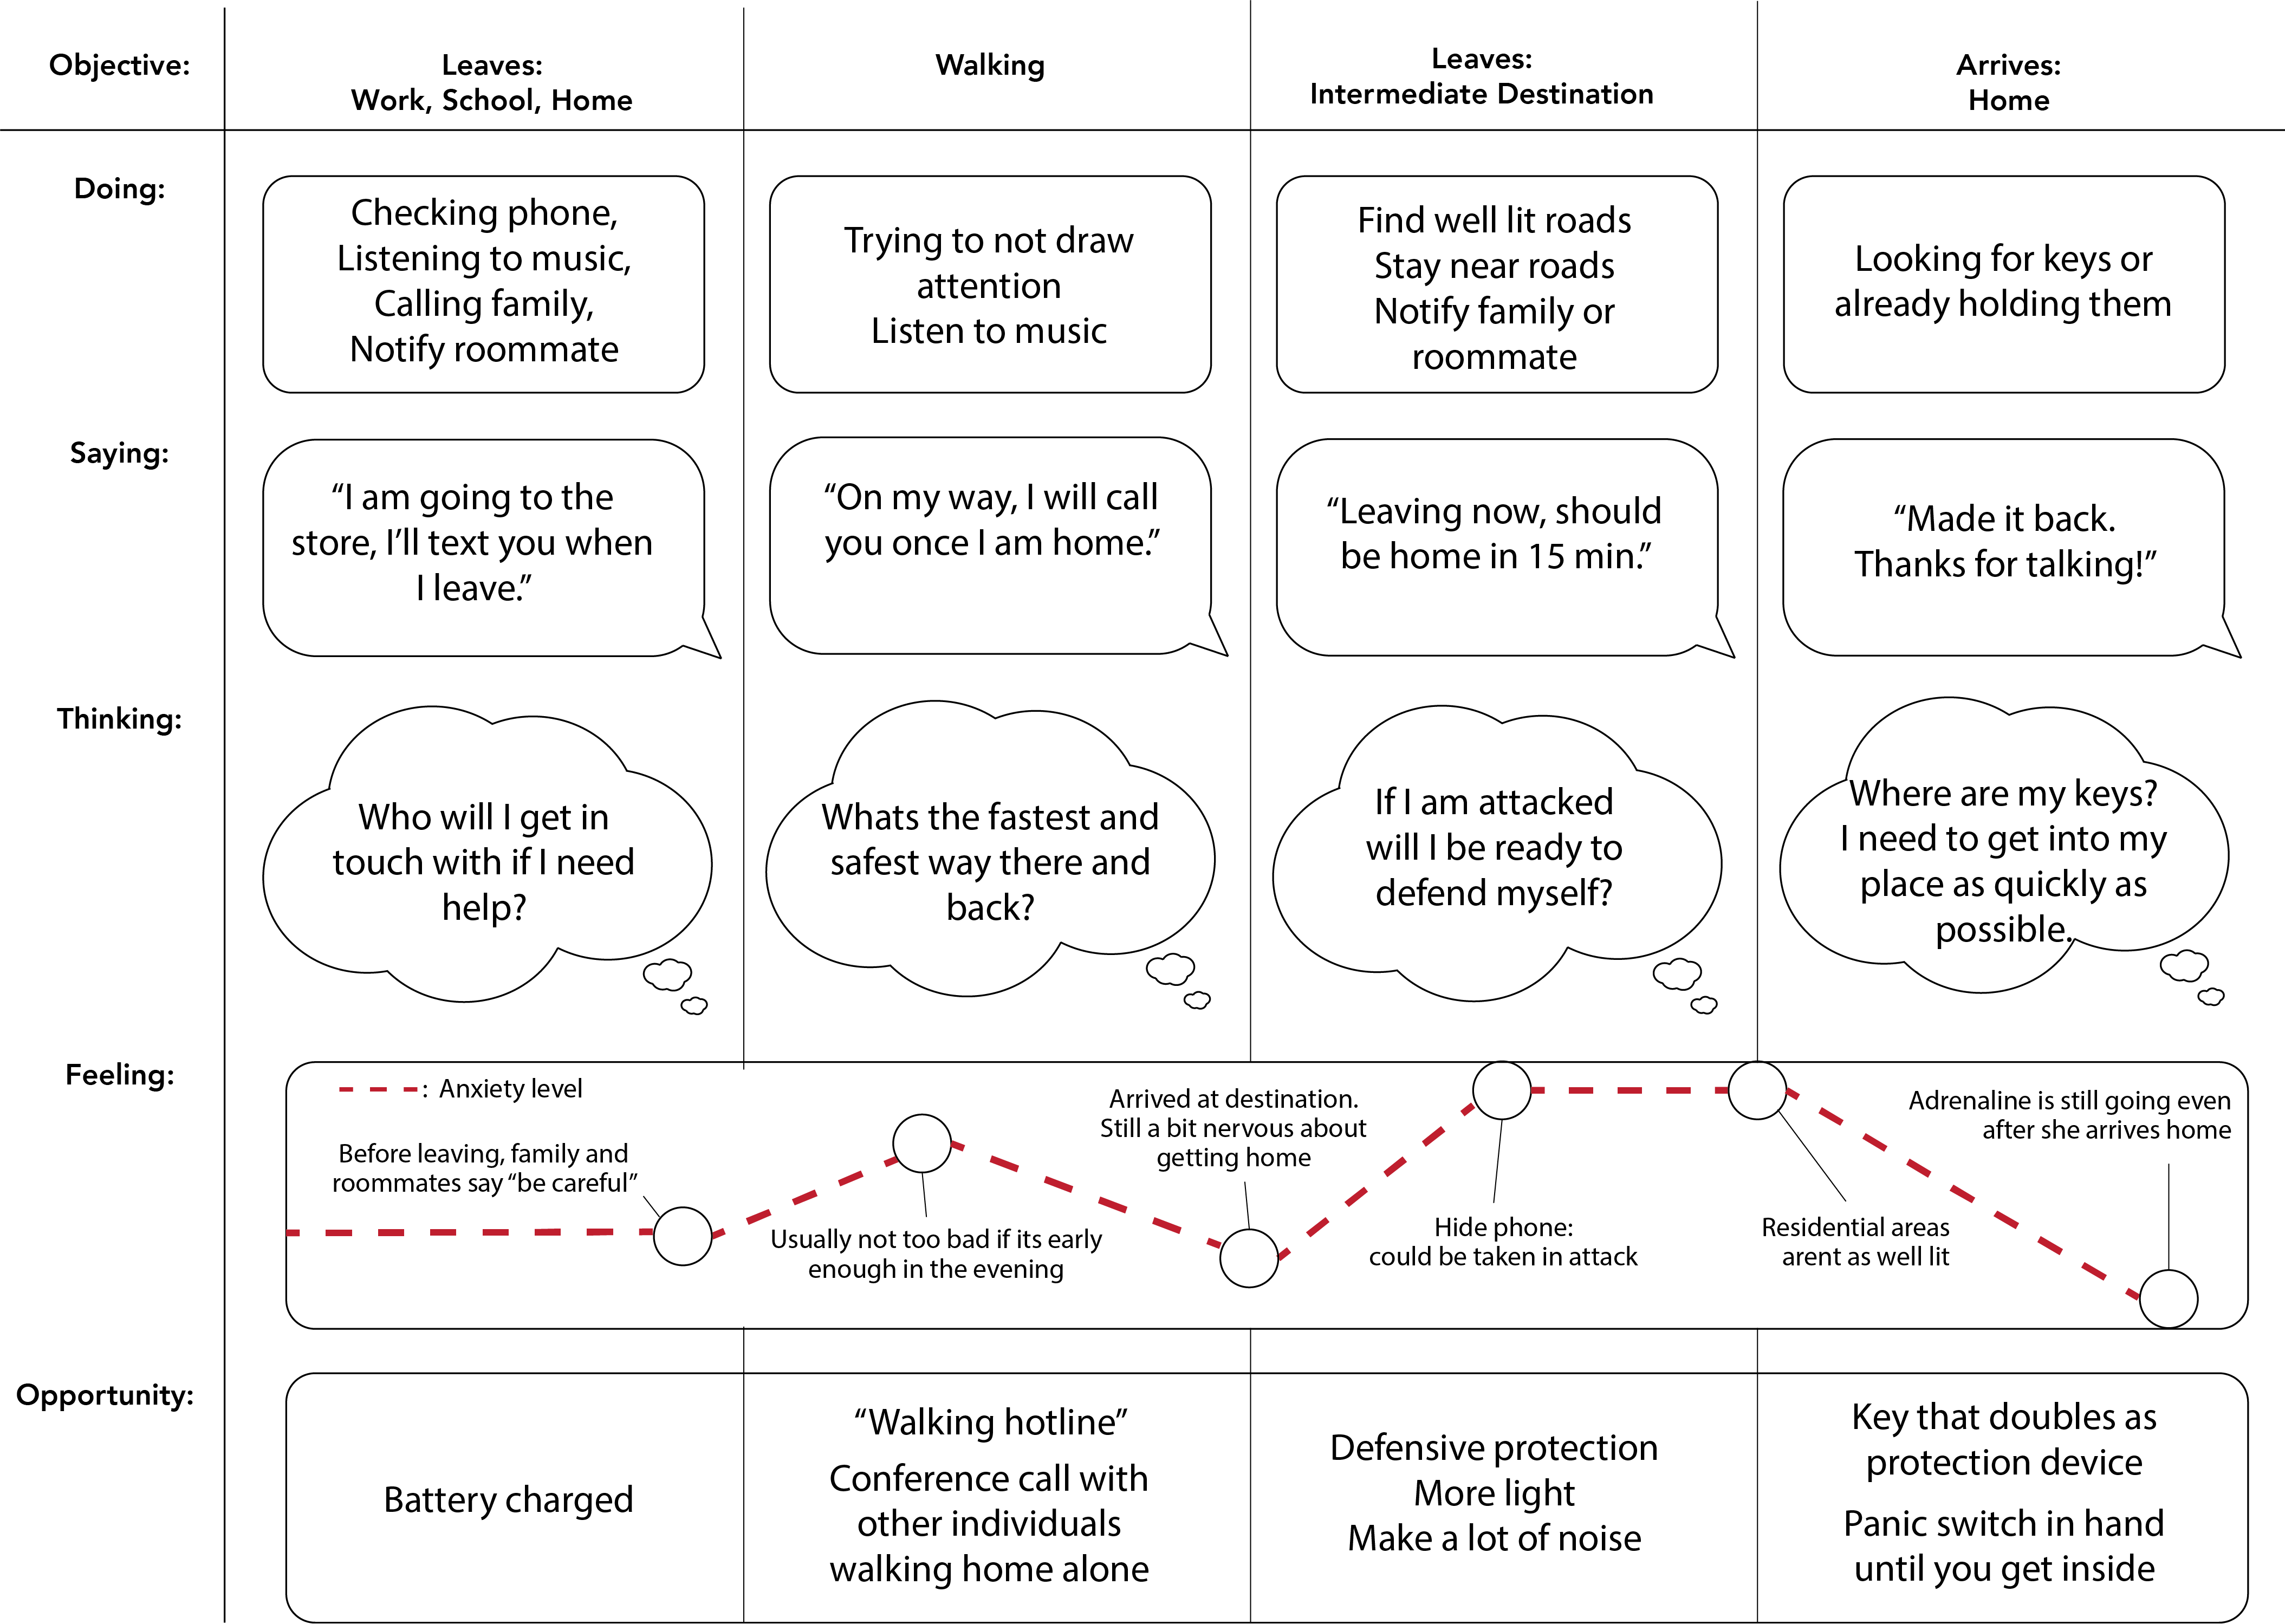 Objective:
Leaves:
Work, School, Home
Walking
Leaves:
Intermediate Destination
Arrives:
Home
Doing:
Checking phone,
Listening to music,
Calling family,
Notify roommate
Trying to not draw
attention
Listen to music
Find well lit roads
Stay near roads
Notify family or
roommate
Looking for keys or
already holding them
Saying:
“I am going to the
store, I’ll text you when
I leave.”
“On my way, I will call
you once I am home.”
“Leaving now, should
be home in 15 min.”
“Made it back.
Thanks for talking!”
Thinking:
Who will I get in
touch with if I need
help?
Whats the fastest and
safest way there and
back?
If I am attacked
will I be ready to
defend myself?
Where are my keys?
I need to get into my
place as quickly as
possible.
Feeling:
: Anxiety level
Before leaving, family and
roommates say “be careful”
Usually not too bad if its early
enough in the evening
Arrived at destination.
Still a bit nervous about
getting home
Hide phone:
could be taken in attack
Residential areas
arent as well lit
Adrenaline is still going even
after she arrives home
Opportunity:
Battery charged
“Walking hotline”
Conference call with
other individuals
walking home alone
Defensive protection
More light
Make a lot of noise
Key that doubles as
protection device
Panic switch in hand
until you get inside